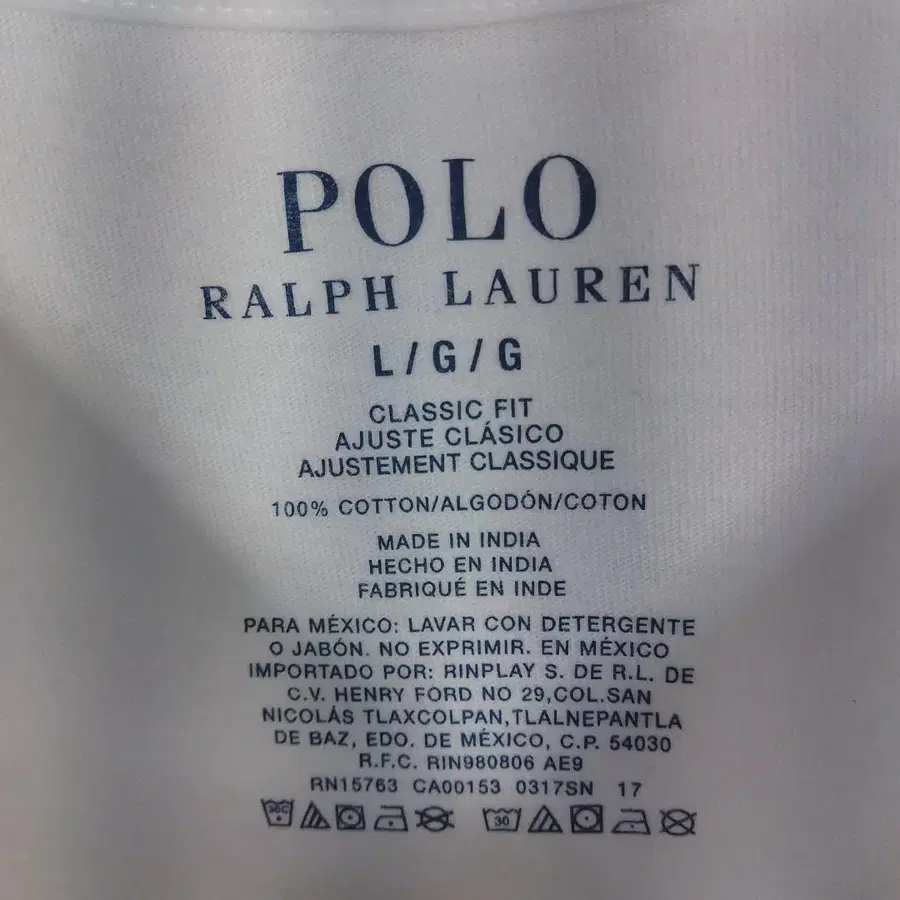 POLO
RALPH LAUREN
L/G/G
CLASSIC FIT
AJUSTE CLÁSICO
AJUSTEMENT CLASSIQUE
100% COTTON/ALGODÓN/COTON
MADE IN INDIA
HECHO EN INDIA
FABRIQUÉ EN INDE
PARA MÉXICO: LAVAR CON DETERGENTE
O JABÓN. NO EXPRIMIR. EN MÉXICO
IMPORTADO POR: RINPLAY S. DE R.L. DE
C.V. HENRY FORD NO 29,COL.SAN
NICOLÁS TLAXCOLPAN,TLALNEPANTLA
DE BAZ, EDO. DE MÉXICO, C.P. 54030
R.F.C. RIN980806 AE9
RN15763 CA00153 0317SN 17
30C 30